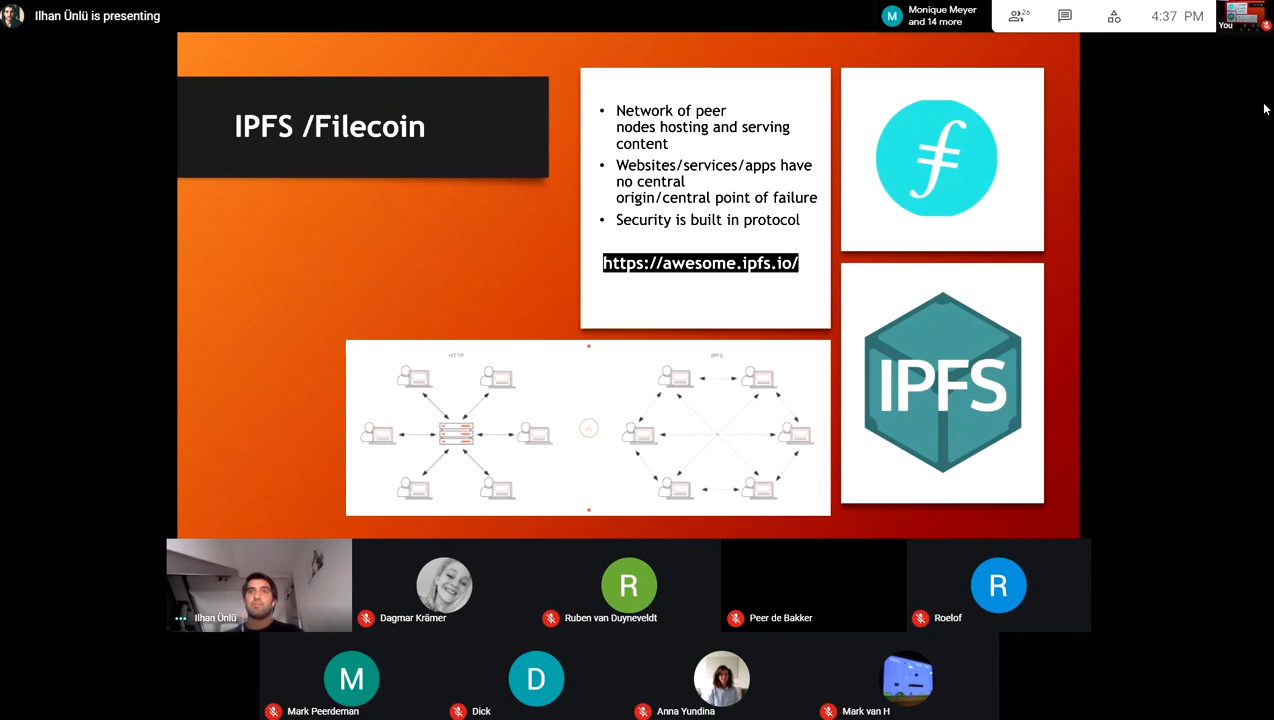 Ilhan Ünlü is presenting
M
Monique Meyer
and 14 more
26
4:37 PM
You
IPFS /Filecoin
• Network of peer
nodes hosting and serving
content
• Websites/services/apps have
no central
origin/central point of failure
• Security is built in protocol
https://awesome.ipfs.io/
IPFS
HTTP
VS
IPFS
Ilhan Ünlü
Dagmar Krämer
R
Ruben van Duyneveldt
Peer de Bakker
R
Roelof
M
Mark Peerdeman
D
Dick
Anna Yundina
Mark van H